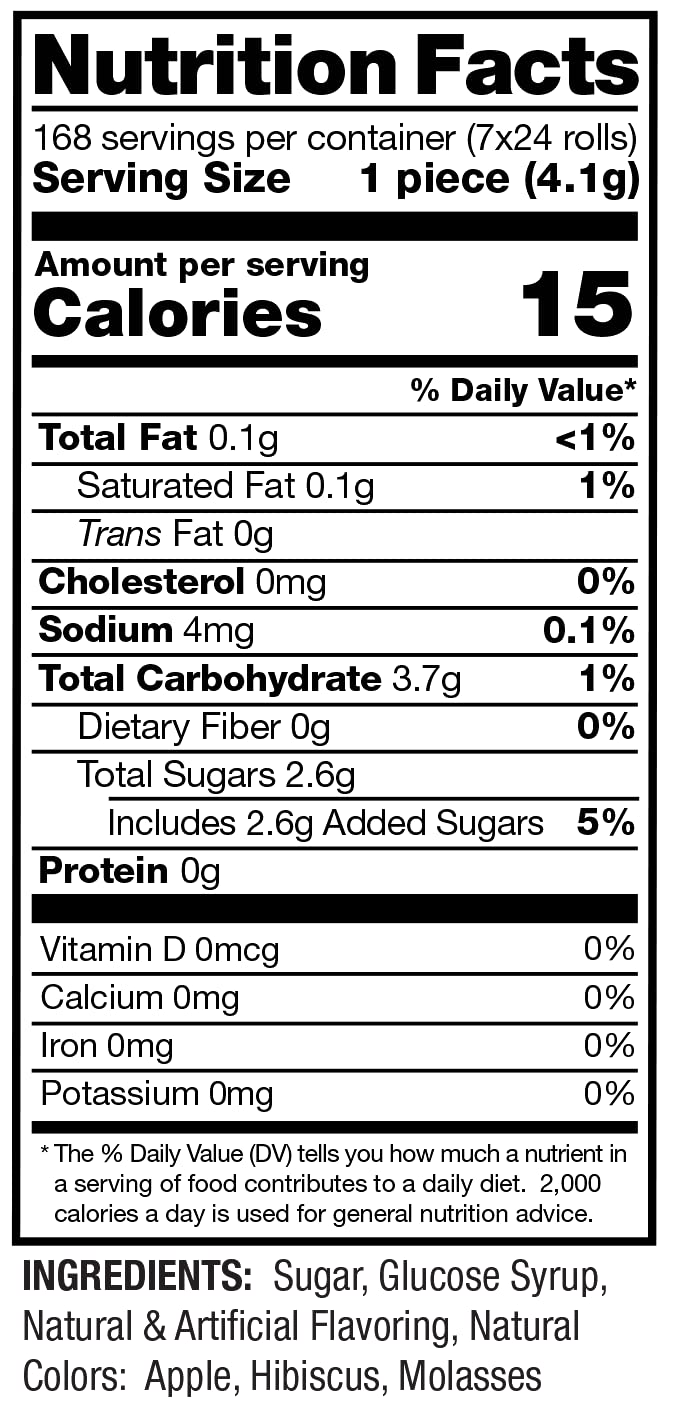 Nutrition Facts
168 servings per container (7x24 rolls)
Serving Size 1 piece (4.1g)
Amount per serving
Calories 15
% Daily Value*
Total Fat 0.1g <1%
Saturated Fat 0.1g 1%
Trans Fat 0g
Cholesterol 0mg 0%
Sodium 4mg 0.1%
Total Carbohydrate 3.7g 1%
Dietary Fiber 0g 0%
Total Sugars 2.6g
Includes 2.6g Added Sugars 5%
Protein 0g
Vitamin D 0mcg 0%
Calcium 0mg 0%
Iron 0mg 0%
Potassium 0mg 0%
* The % Daily Value (DV) tells you how much a nutrient in
a serving of food contributes to a daily diet. 2,000
calories a day is used for general nutrition advice.
INGREDIENTS: Sugar, Glucose Syrup,
Natural & Artificial Flavoring, Natural
Colors: Apple, Hibiscus, Molasses